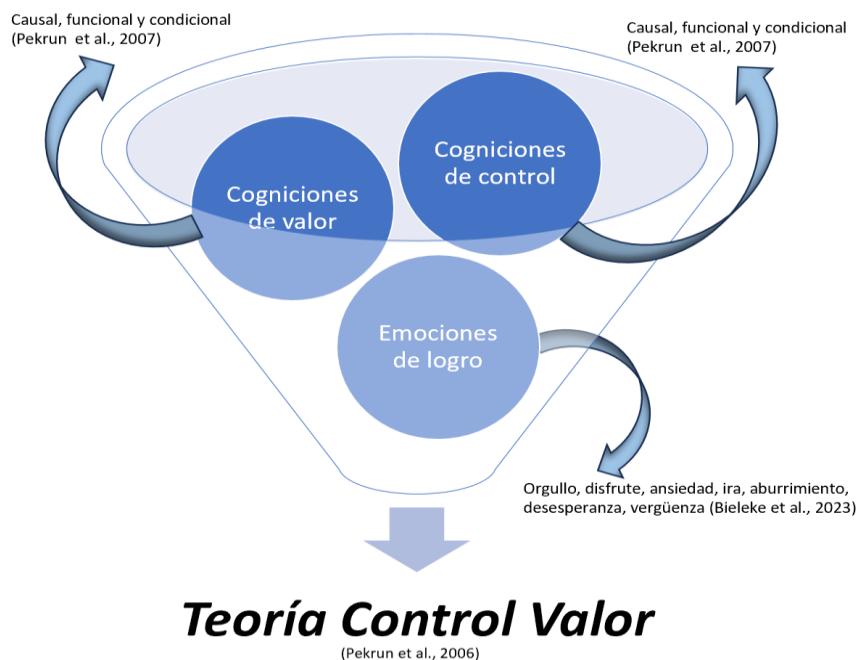 Causal, funcional y condicional
(Pekrun et al., 2007)
Causal, funcional y condicional
(Pekrun et al., 2007)
Cogniciones
de control
Cogniciones
de valor
Emociones
de logro
Orgullo, disfrute, ansiedad, ira, aburrimiento,
desesperanza, vergüenza (Bieleke et al., 2023)
Teoría Control Valor
(Pekrun et al., 2006)